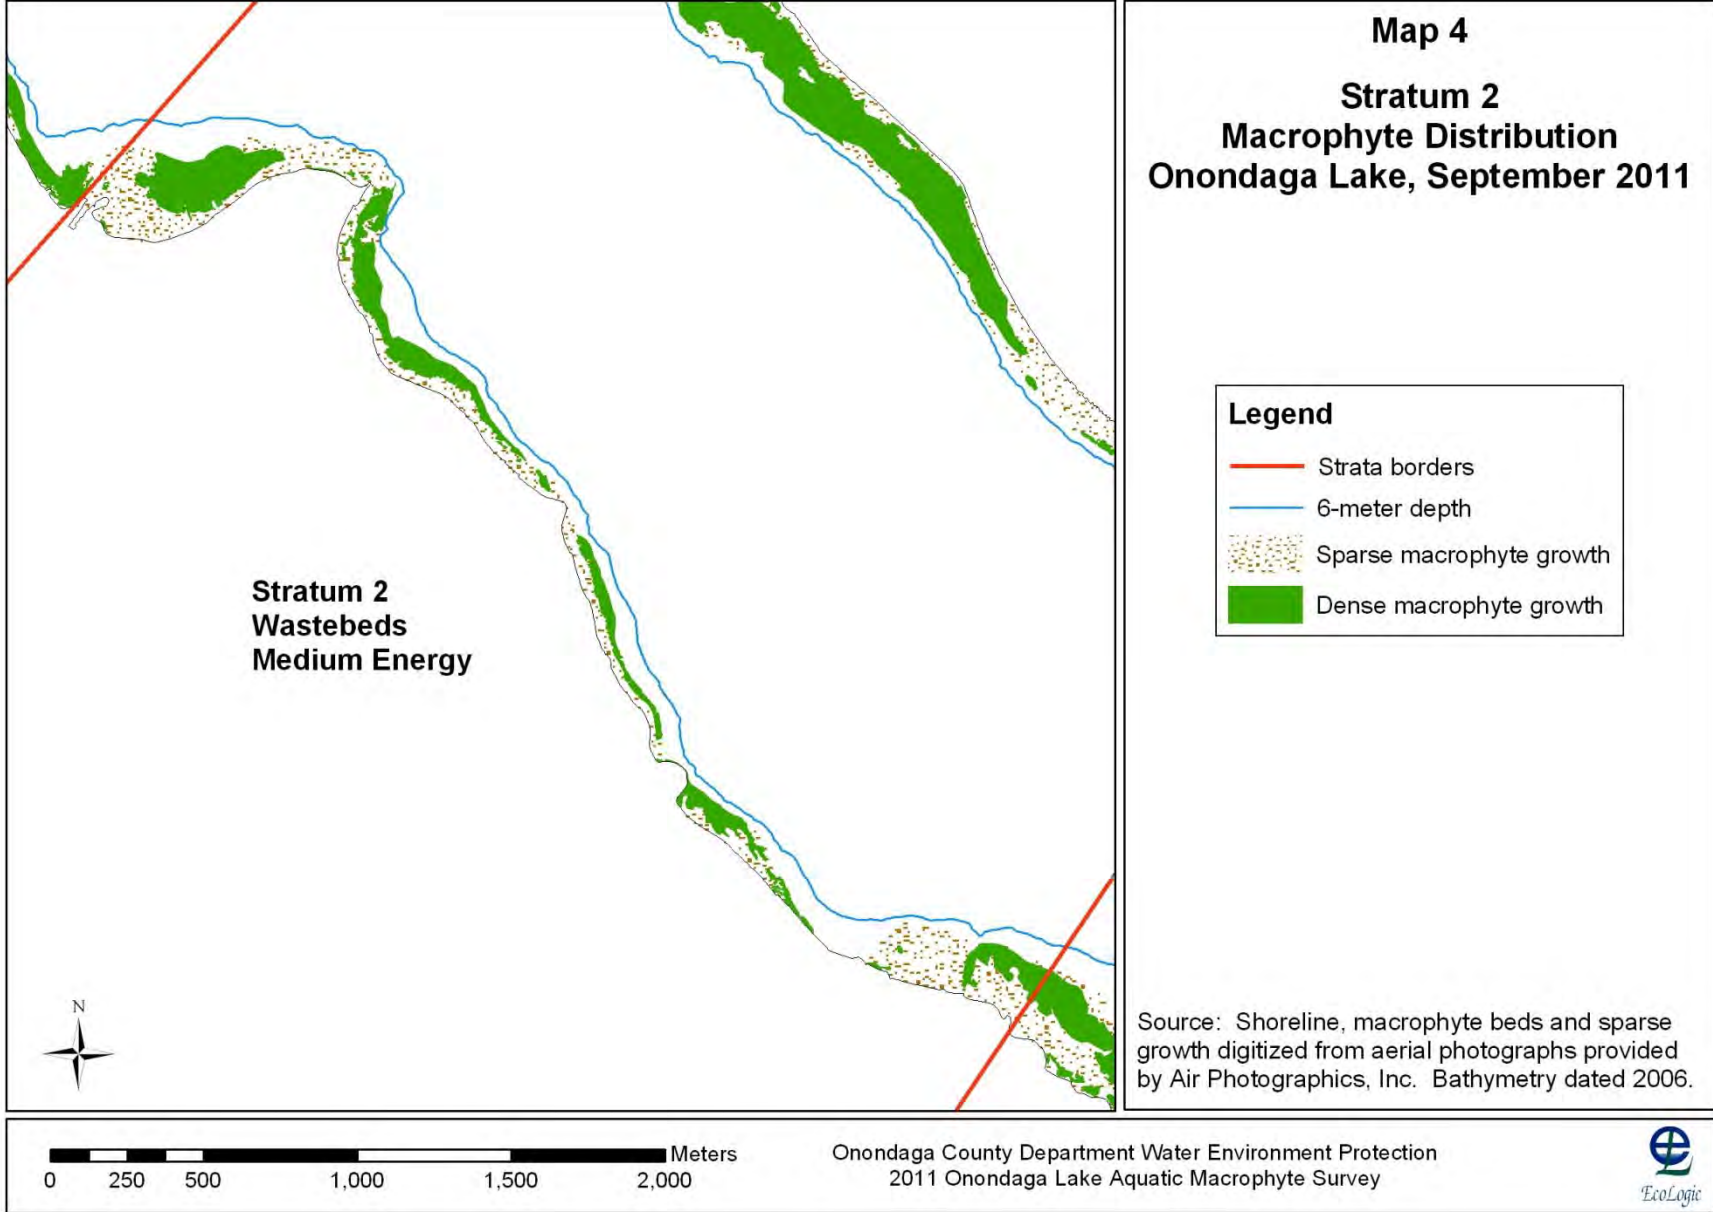 Map 4
Stratum 2
Macrophyte Distribution
Onondaga Lake, September 2011
Legend
Strata borders
6-meter depth
Sparse macrophyte growth
Dense macrophyte growth
Stratum 2
Wastebeds
Medium Energy
N
Source: Shoreline, macrophyte beds and sparse
growth digitized from aerial photographs provided
by Air Photographics, Inc. Bathymetry dated 2006.
Meters
0 250 500 1,000 1,500 2,000
Onondaga County Department Water Environment Protection
2011 Onondaga Lake Aquatic Macrophyte Survey
EcoLogic